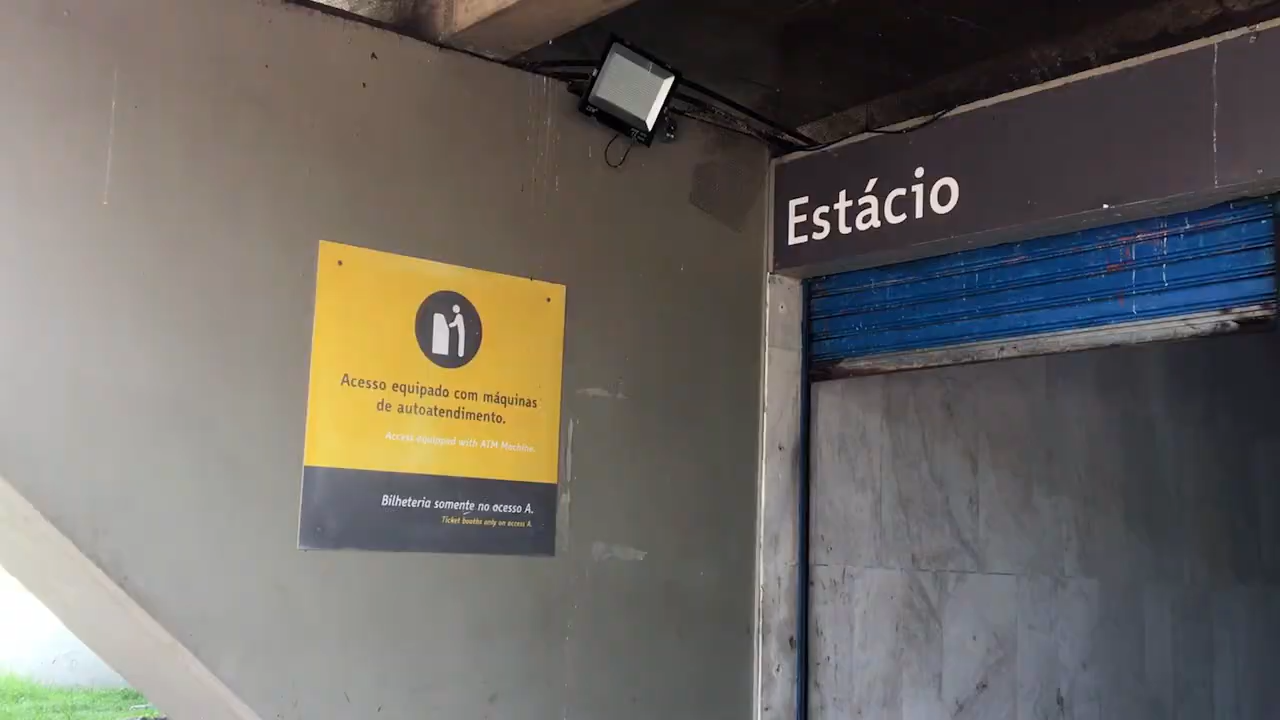 Estácio
Acesso equipado com máquinas
de autoatendimento.
Access equipped with ATM Machine.
Bilheteria somente no acesso A.
Ticket booths only on access A.